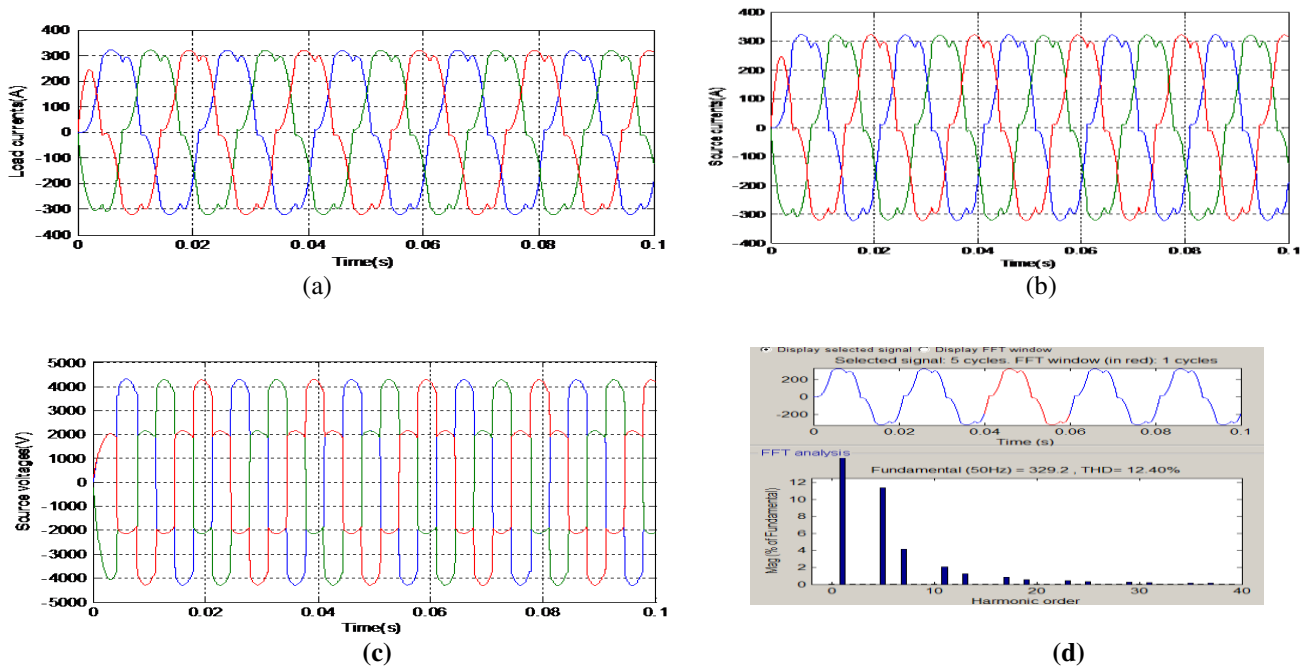 Load currents(A)
400
300
200
100
0
-100
-200
-300
-400
0 0.02 0.04 0.06 0.08 0.1
Time(s)
(a)
Source currents(A)
400
300
200
100
0
-100
-200
-300
-400
0 0.02 0.04 0.06 0.08 0.1
Time(s)
(b)
Source voltages(V)
5000
4000
3000
2000
1000
0
-1000
-2000
-3000
-4000
-5000
0 0.02 0.04 0.06 0.08 0.1
Time(s)
(c)
Display selected signal Display FFT window
Selected signal: 5 cycles. FFT window (in red): 1 cycles
200
0
-200
0 0.02 0.04 0.06 0.08 0.1
Time (s)
FFT analysis
Fundamental (50Hz) = 329.2 , THD= 12.40%
Mag (% of Fundamental)
12
10
8
6
4
2
0
0 10 20 30 40
Harmonic order
(d)